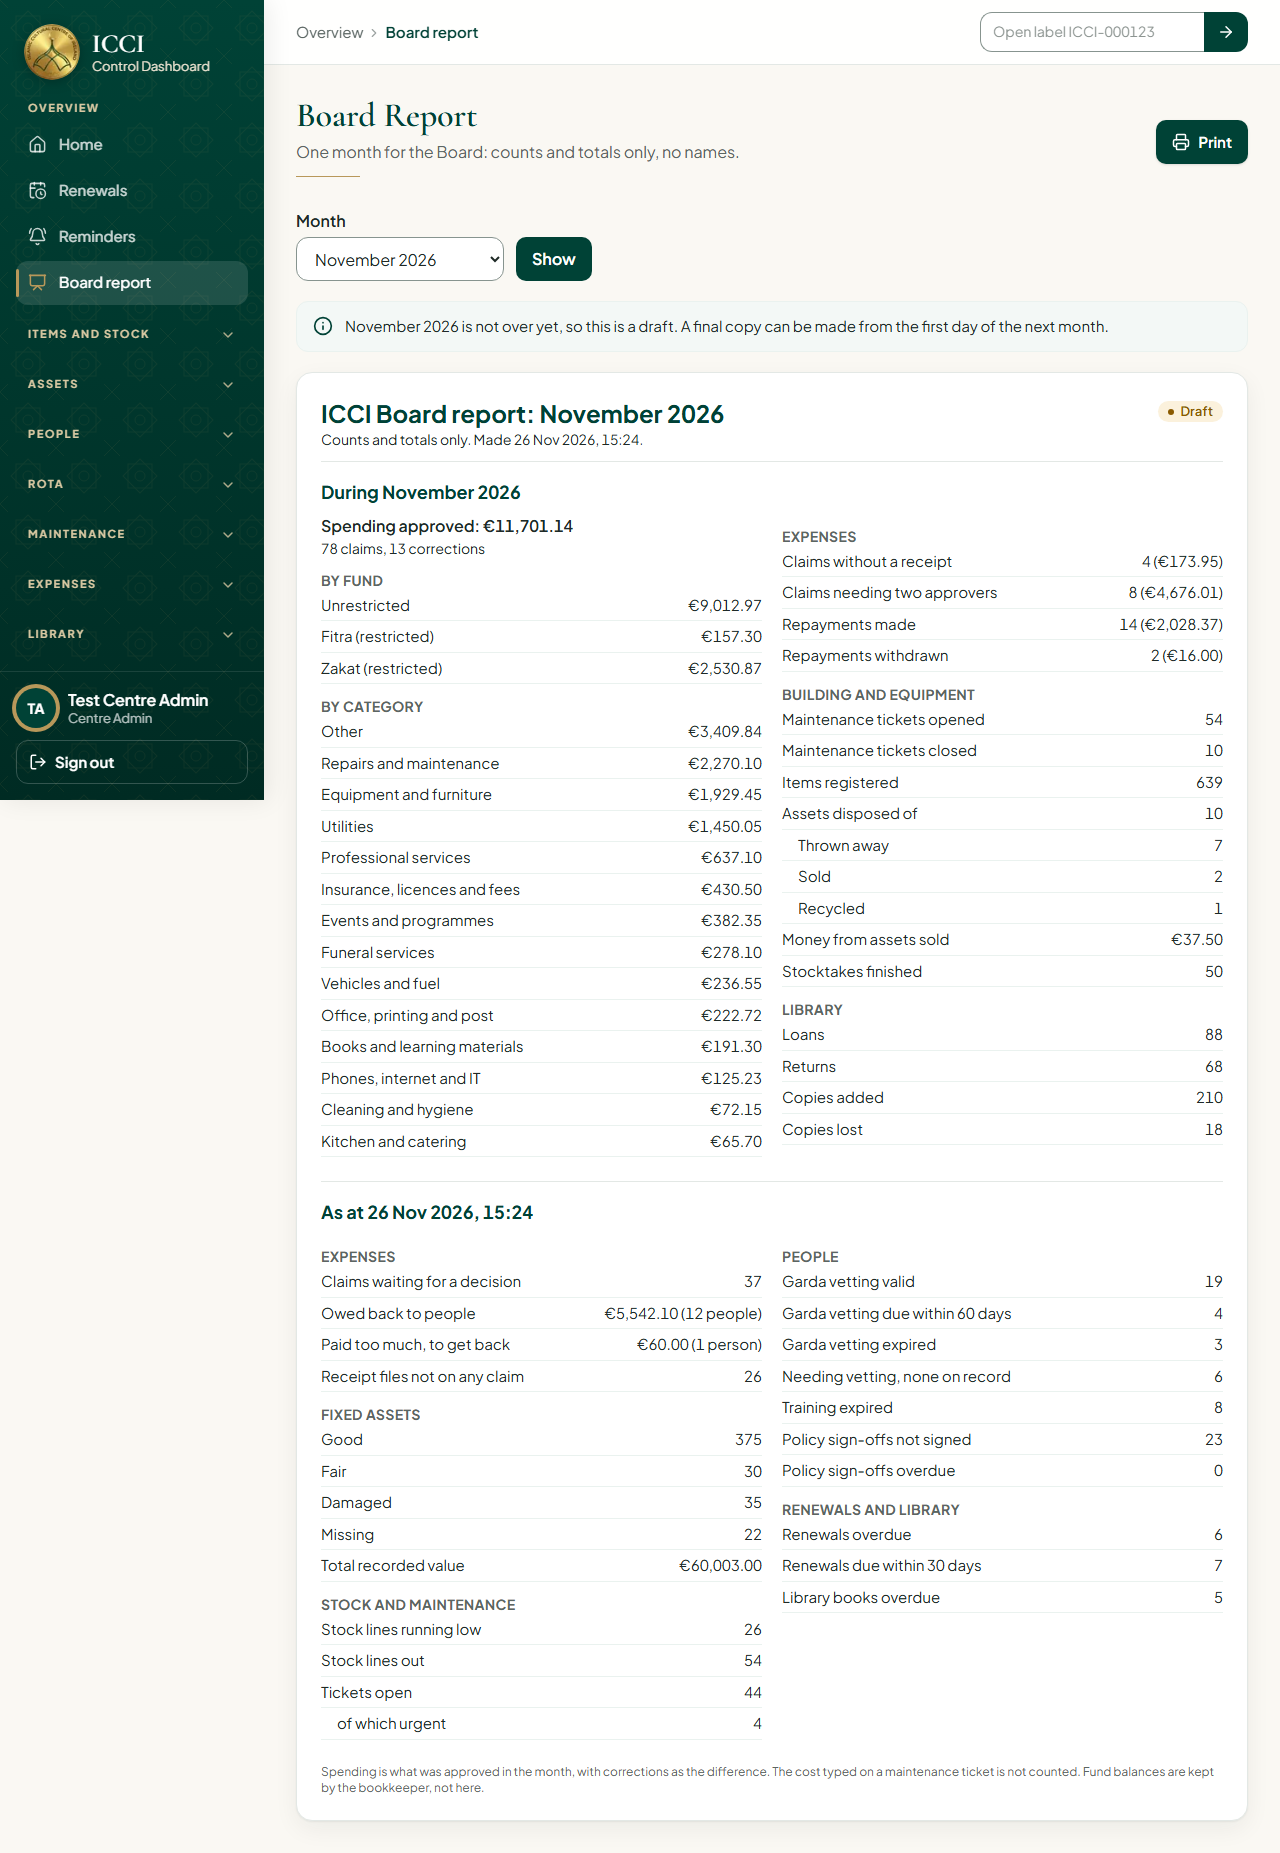 ICCI
Control Dashboard
OVERVIEW
Home
Renewals
Reminders
Board report
ITEMS AND STOCK
ASSETS
PEOPLE
ROTA
MAINTENANCE
EXPENSES
LIBRARY
TA
Test Centre Admin
Centre Admin
Sign out
Overview > Board report
Open label ICCI-000123
Board Report
One month for the Board: counts and totals only, no names.
Print
Month
November 2026
Show
November 2026 is not over yet, so this is a draft. A final copy can be made from the first day of the next month.
ICCI Board report: November 2026
Draft
Counts and totals only. Made 26 Nov 2026, 15:24.
During November 2026
Spending approved: €11,701.14
78 claims, 13 corrections
BY FUND
Unrestricted €9,012.97
Fitra (restricted) €157.30
Zakat (restricted) €2,530.87
BY CATEGORY
Other €3,409.84
Repairs and maintenance €2,270.10
Equipment and furniture €1,929.45
Utilities €1,450.05
Professional services €637.10
Insurance, licences and fees €430.50
Events and programmes €382.35
Funeral services €278.10
Vehicles and fuel €236.55
Office, printing and post €222.72
Books and learning materials €191.30
Phones, internet and IT €125.23
Cleaning and hygiene €72.15
Kitchen and catering €65.70
EXPENSES
Claims without a receipt 4 (€173.95)
Claims needing two approvers 8 (€4,676.01)
Repayments made 14 (€2,028.37)
Repayments withdrawn 2 (€16.00)
BUILDING AND EQUIPMENT
Maintenance tickets opened 54
Maintenance tickets closed 10
Items registered 639
Assets disposed of 10
Thrown away 7
Sold 2
Recycled 1
Money from assets sold €37.50
Stocktakes finished 50
LIBRARY
Loans 88
Returns 68
Copies added 210
Copies lost 18
As at 26 Nov 2026, 15:24
EXPENSES
Claims waiting for a decision 37
Owed back to people €5,542.10 (12 people)
Paid too much, to get back €60.00 (1 person)
Receipt files not on any claim 26
FIXED ASSETS
Good 375
Fair 30
Damaged 35
Missing 22
Total recorded value €60,003.00
STOCK AND MAINTENANCE
Stock lines running low 26
Stock lines out 54
Tickets open 44
of which urgent 4
PEOPLE
Garda vetting valid 19
Garda vetting due within 60 days 4
Garda vetting expired 3
Needing vetting, none on record 6
Training expired 8
Policy sign-offs not signed 23
Policy sign-offs overdue 0
RENEWALS AND LIBRARY
Renewals overdue 6
Renewals due within 30 days 7
Library books overdue 5
Spending is what was approved in the month, with corrections as the difference. The cost typed on a maintenance ticket is not counted. Fund balances are kept
by the bookkeeper, not here.